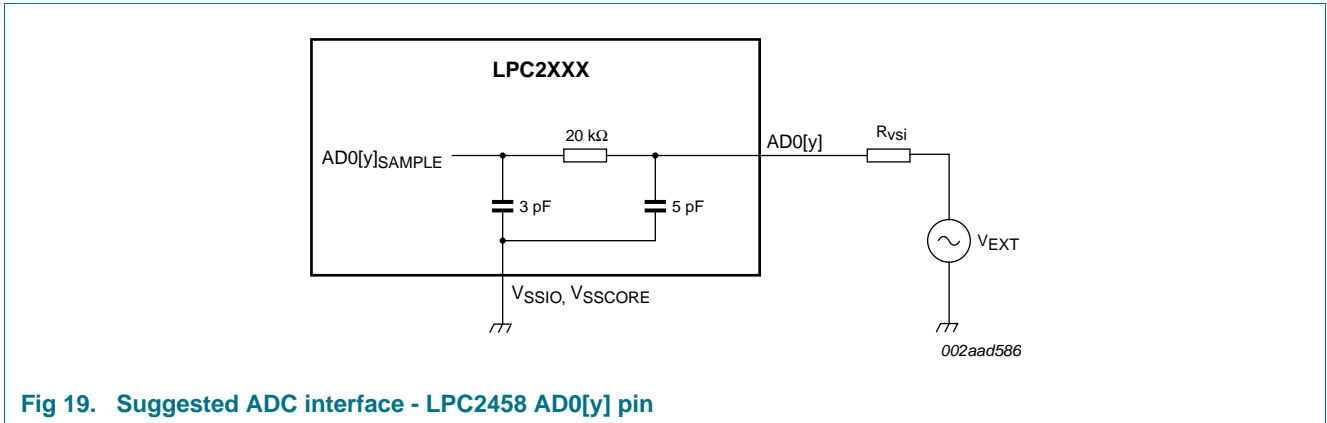 LPC2XXX
20 kΩ
AD0[y]SAMPLE
3 pF
5 pF
AD0[y]
Rvsi
VEXT
VSSIO, VSSCORE
002aad586
Fig 19. Suggested ADC interface - LPC2458 AD0[y] pin